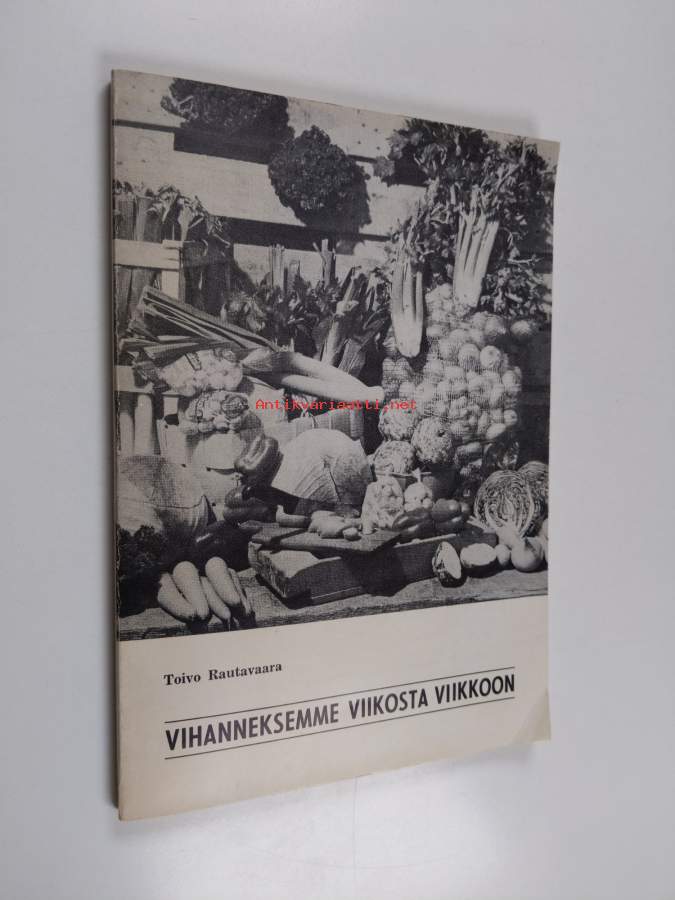 Antikvariaatti.net
Toivo Rautavaara
VIHANNEKSEMME VIIKOSTA VIIKKOON